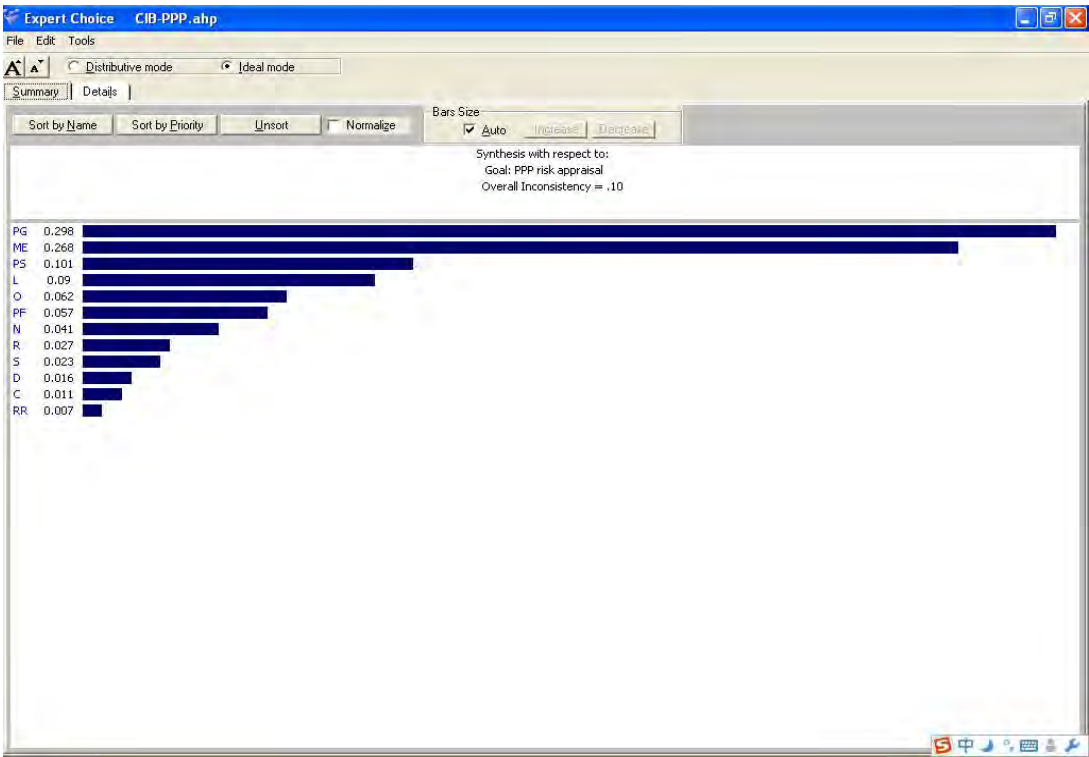 Expert Choice CIB-PPP.ahp
File Edit Tools
A A Distributive mode Ideal mode
Summary Details
Sort by Name Sort by Priority Unsort Normalize Bars Size Auto Increase Decrease
Synthesis with respect to:
Goal: PPP risk appraisal
Overall Inconsistency = .10
PG 0.298
ME 0.268
PS 0.101
L 0.09
O 0.062
PF 0.057
N 0.041
R 0.027
S 0.023
D 0.016
C 0.011
RR 0.007
S 中